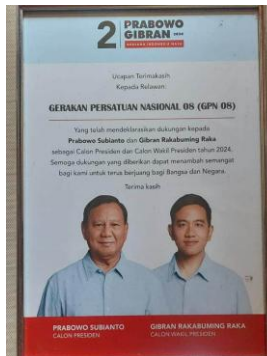 2
PRABOWO
GIBRAN
BERSAMA INDONESIA MAJU
Ucapan Terimakasih
Kepada Relawan:
GERAKAN PERSATUAN NASIONAL 08 (GPN 08)
Yang telah mendeklarasikan dukungan kepada
Prabowo Subianto dan Gibran Rakabuming Raka
sebagai Calon Presiden dan Calon Wakil Presiden tahun 2024.
Semoga dukungan yang diberikan dapat menambah semangat
bagi kami untuk terus berjuang bagi Bangsa dan Negara.
Terima kasih
PRABOWO SUBIANTO
CALON PRESIDEN
GIBRAN RAKABUMING RAKA
CALON WAKIL PRESIDEN